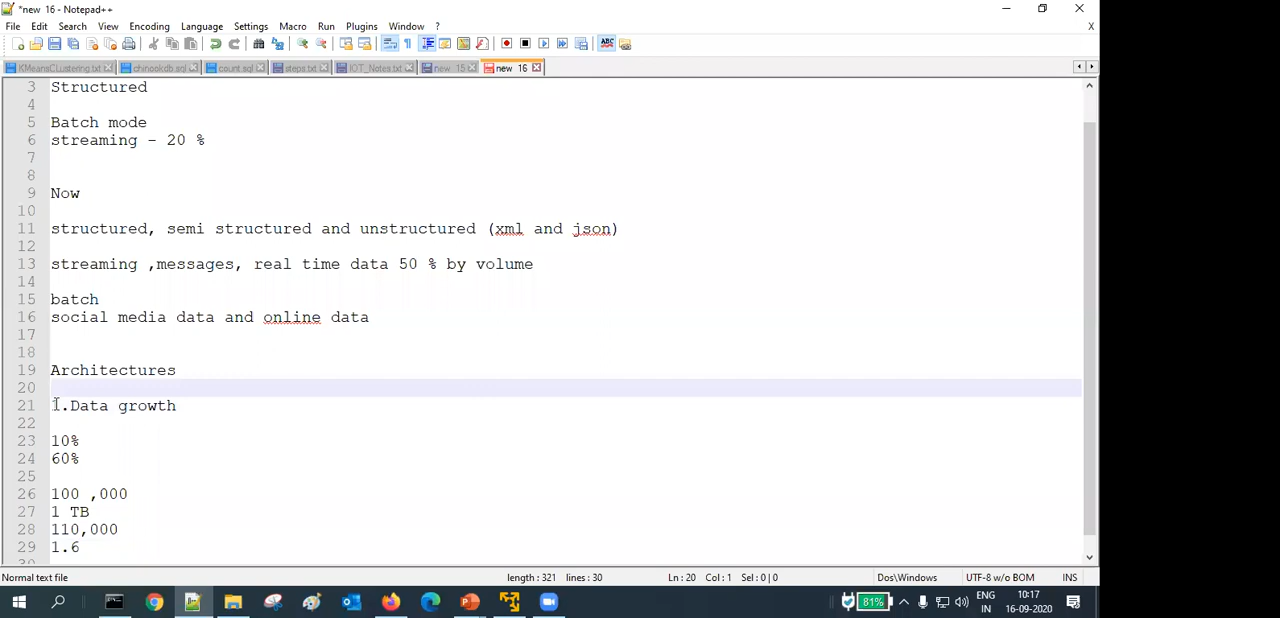 *new 16 - Notepad++
File Edit Search View Encoding Language Settings Macro Run Plugins Window ?
X
KMeansCLustering.txt chinookdb.sql count.sql steps.txt IOT_Notes.txt new 15 new 16
3 Structured
4
5 Batch mode
6 streaming - 20 %
7
8
9 Now
10
11 structured, semi structured and unstructured (xml and json)
12
13 streaming ,messages, real time data 50 % by volume
14
15 batch
16 social media data and online data
17
18
19 Architectures
20
21 1.Data growth
22
23 10%
24 60%
25
26 100 ,000
27 1 TB
28 110,000
29 1.6
30
Normal text file length : 321 lines : 30 Ln : 20 Col : 1 Sel : 0 | 0 Dos\Windows UTF-8 w/o BOM INS
81% ENG IN 10:17 16-09-2020